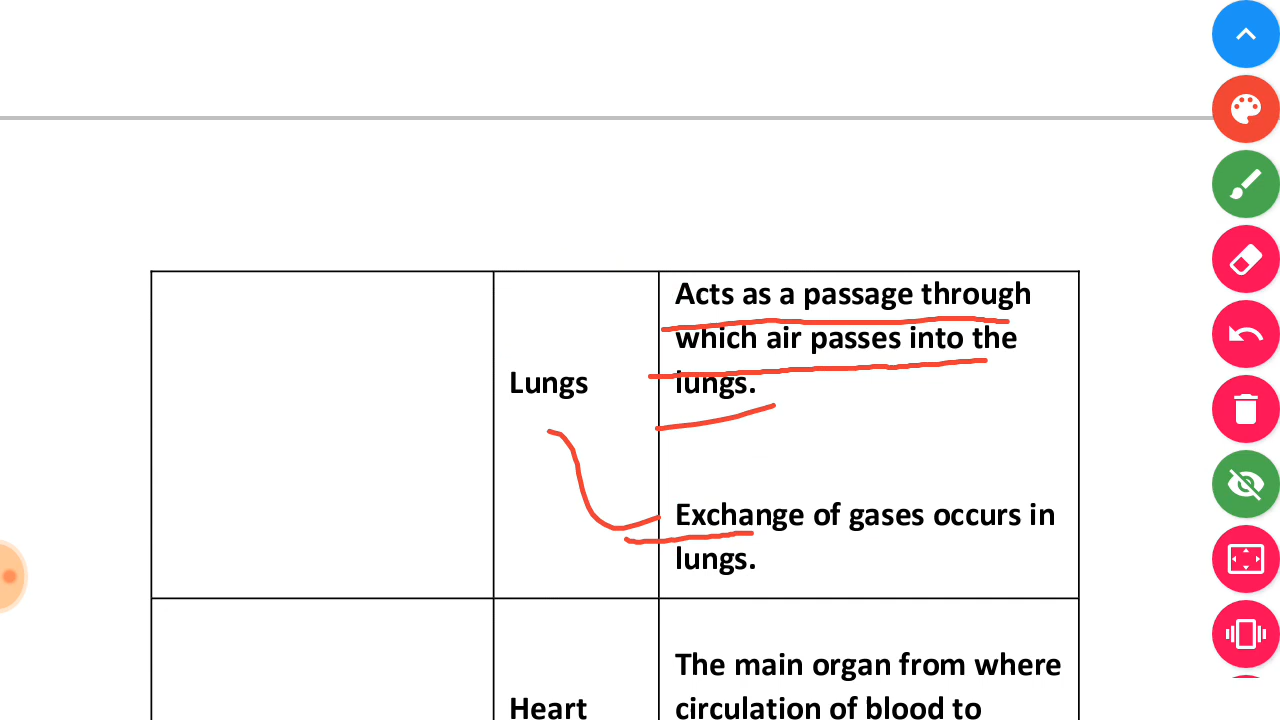 Acts as a passage through
which air passes into the
Lungs
lungs.
Exchange of gases occurs in
lungs.
The main organ from where
Heart
circulation of blood to